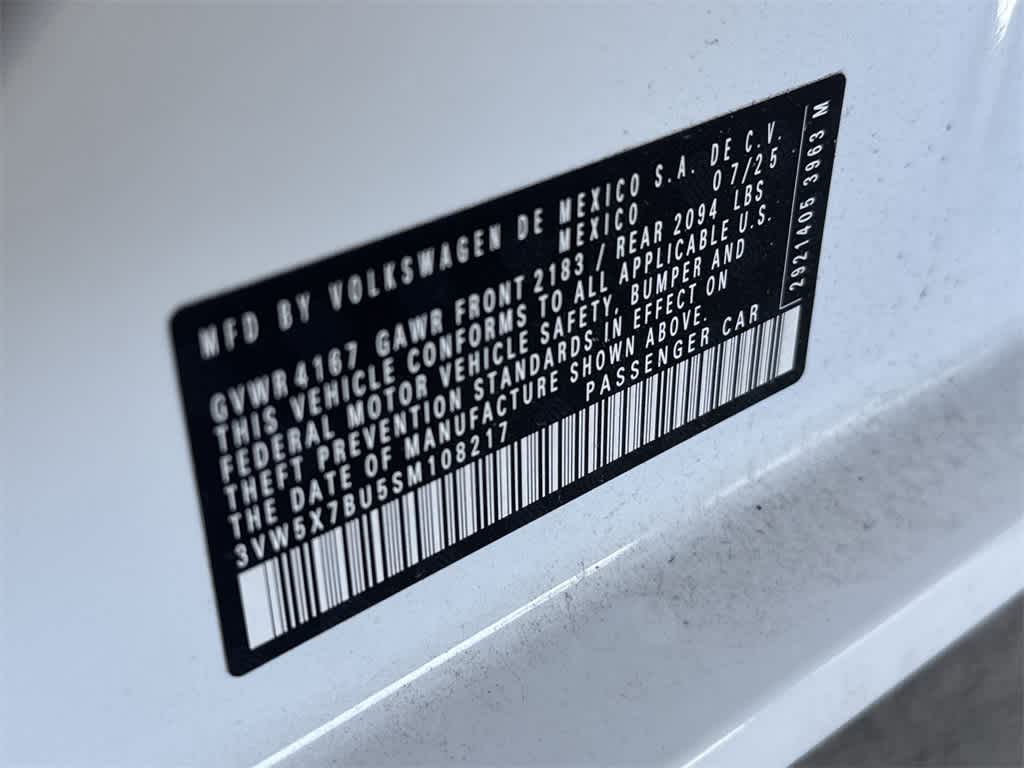 MFD BY VOLKSWAGEN DE MEXICO S.A. DE C.V.
MEXICO 07/25
GVWR 4167 GAWR FRONT 2183 / REAR 2094 LBS
THIS VEHICLE CONFORMS TO ALL APPLICABLE U.S.
FEDERAL MOTOR VEHICLE SAFETY, BUMPER AND
THEFT PREVENTION STANDARDS IN EFFECT ON
THE DATE OF MANUFACTURE SHOWN ABOVE.
3VW5X7BU5SM108217 PASSENGER CAR
2921405 3963 M